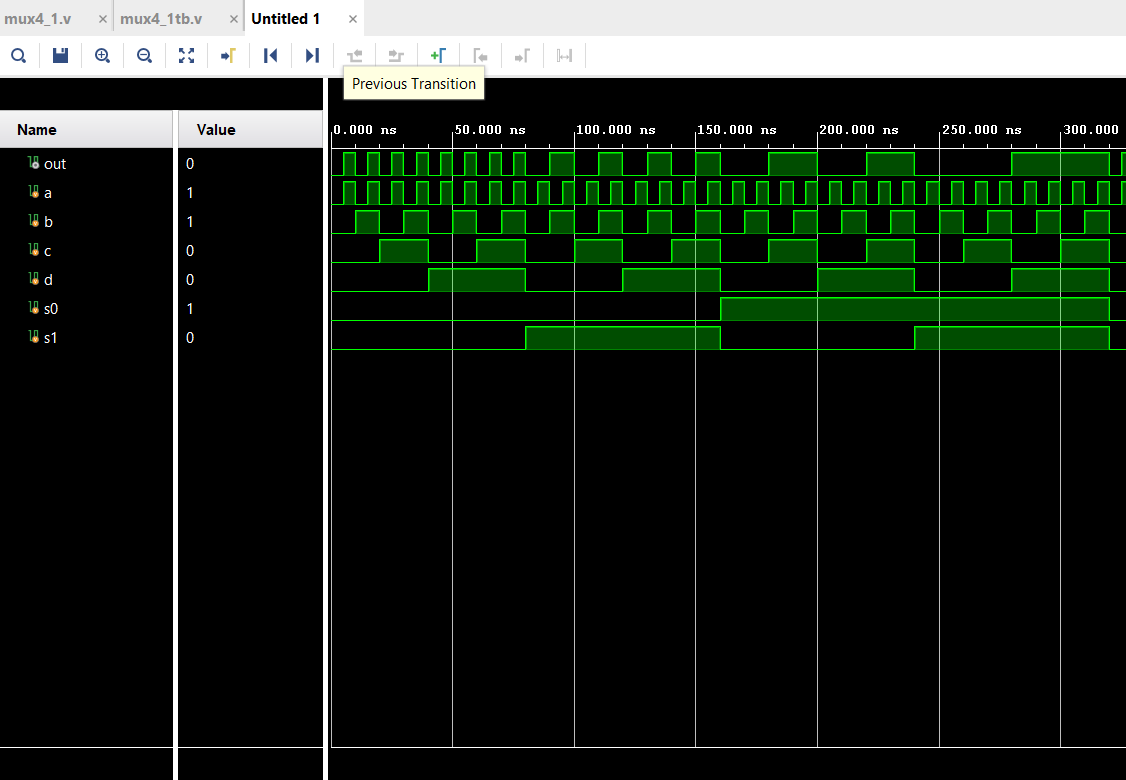 mux4_1.v × mux4_1tb.v × Untitled 1 ×
Previous Transition
Name Value
0.000 ns 50.000 ns 100.000 ns 150.000 ns 200.000 ns 250.000 ns 300.000
out 0
a 1
b 1
c 0
d 0
s0 1
s1 0